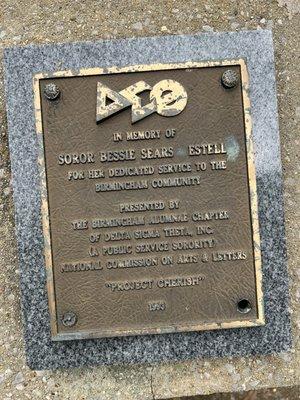 ΔΣΘ
IN MEMORY OF
SOROR BESSIE SEARS ESTELL
FOR HER DEDICATED SERVICE TO THE
BIRMINGHAM COMMUNITY
PRESENTED BY
THE BIRMINGHAM ALUMNAE CHAPTER
OF DELTA SIGMA THETA, INC.
(A PUBLIC SERVICE SORORITY)
NATIONAL COMMISSION ON ARTS & LETTERS
"PROJECT CHERISH"